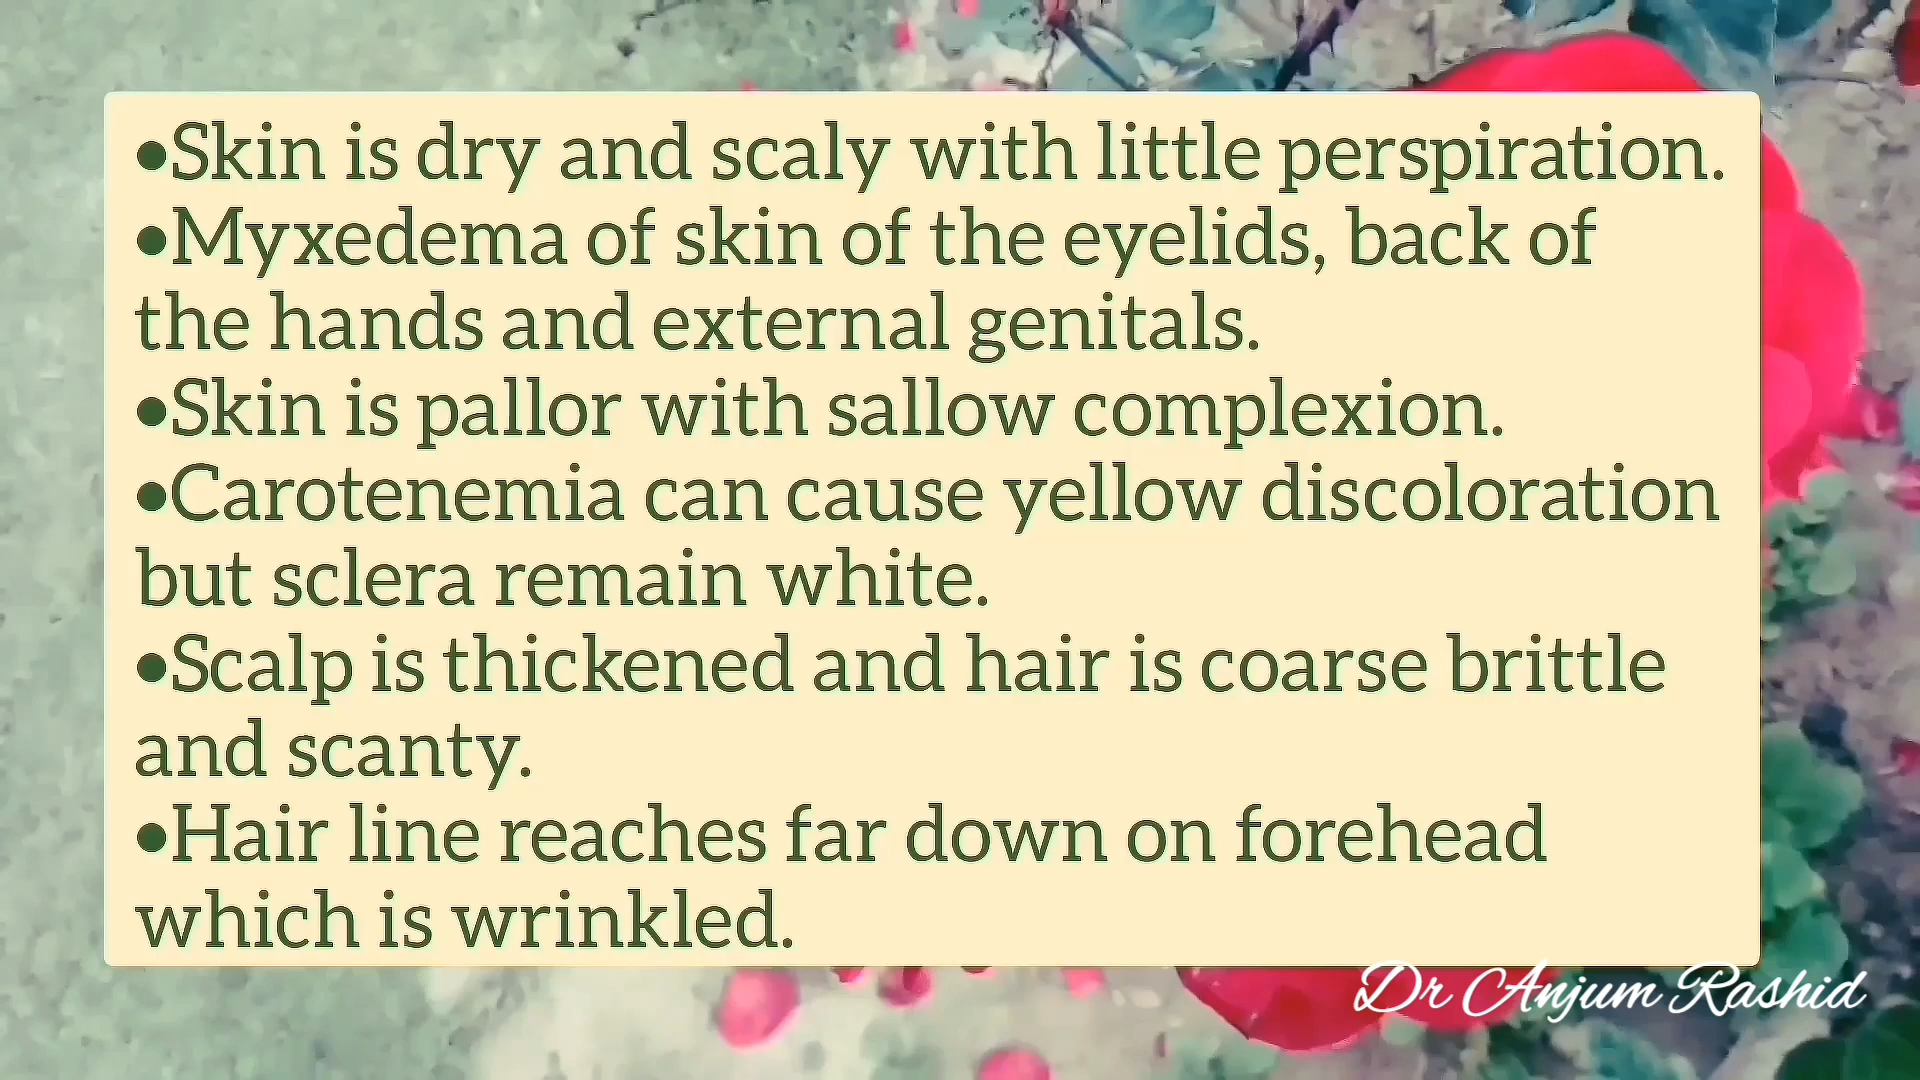 •Skin is dry and scaly with little perspiration.
•Myxedema of skin of the eyelids, back of
the hands and external genitals.
•Skin is pallor with sallow complexion.
•Carotenemia can cause yellow discoloration
but sclera remain white.
•Scalp is thickened and hair is coarse brittle
and scanty.
•Hair line reaches far down on forehead
which is wrinkled.
Dr Anjum Rashid